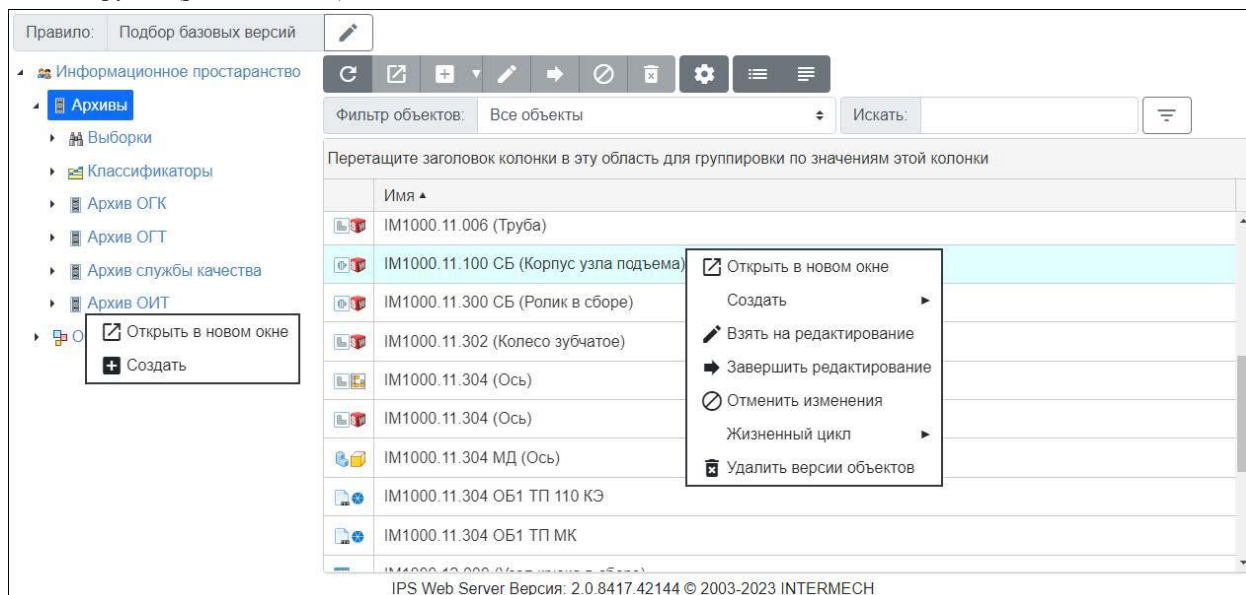 Правило: Подбор базовых версий
Информационное простаранство
Архивы
Выборки
Классификаторы
Архив ОГК
Архив ОГТ
Архив службы качества
Архив ОИТ
О
Открыть в новом окне
Создать
Фильтр объектов: Все объекты Искать:
Перетащите заголовок колонки в эту область для группировки по значениям этой колонки
Имя
IM1000.11.006 (Труба)
IM1000.11.100 СБ (Корпус узла подъема)
IM1000.11.300 СБ (Ролик в сборе)
IM1000.11.302 (Колесо зубчатое)
IM1000.11.304 (Ось)
IM1000.11.304 (Ось)
IM1000.11.304 МД (Ось)
IM1000.11.304 ОБ1 ТП 110 КЭ
IM1000.11.304 ОБ1 ТП МК
Открыть в новом окне
Создать
Взять на редактирование
Завершить редактирование
Отменить изменения
Жизненный цикл
Удалить версии объектов
IPS Web Server Версия: 2.0.8417.42144 © 2003-2023 INTERMECH